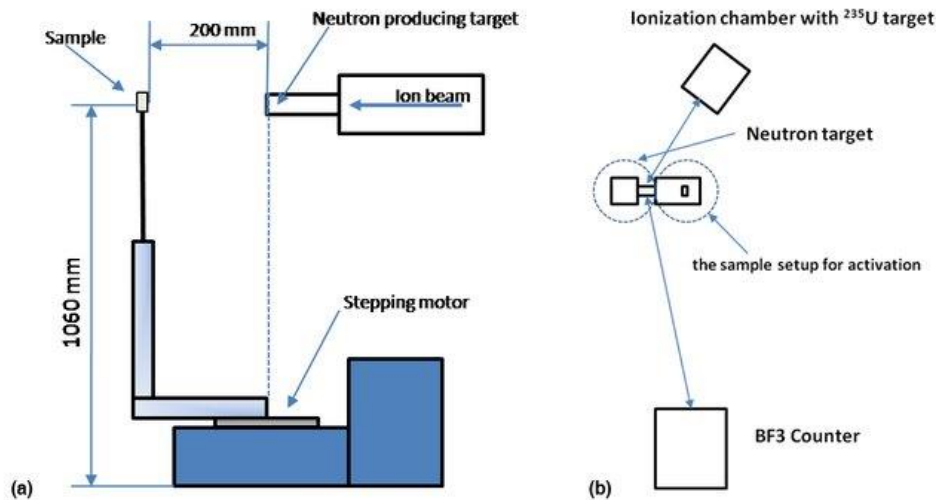 200 mm
Neutron producing target
Sample
Ion beam
1060 mm
Stepping motor
(a)
Ionization chamber with ²³⁵U target
Neutron target
the sample setup for activation
BF3 Counter
(b)